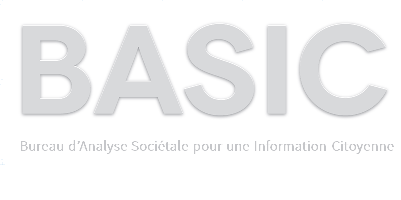 BASIC
Bureau d'Analyse Sociétale pour une Information Citoyenne